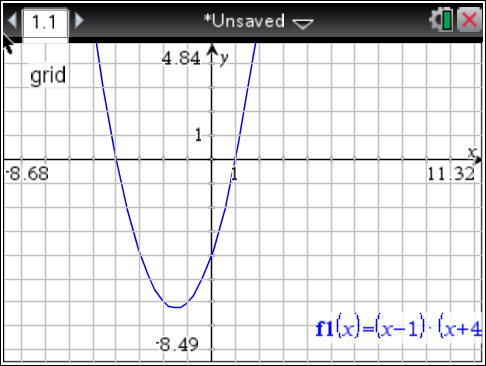 1.1 *Unsaved
4.84 y
grid
1
x
-8.68 1 11.32
f1(x)=(x-1)·(x+4
-8.49